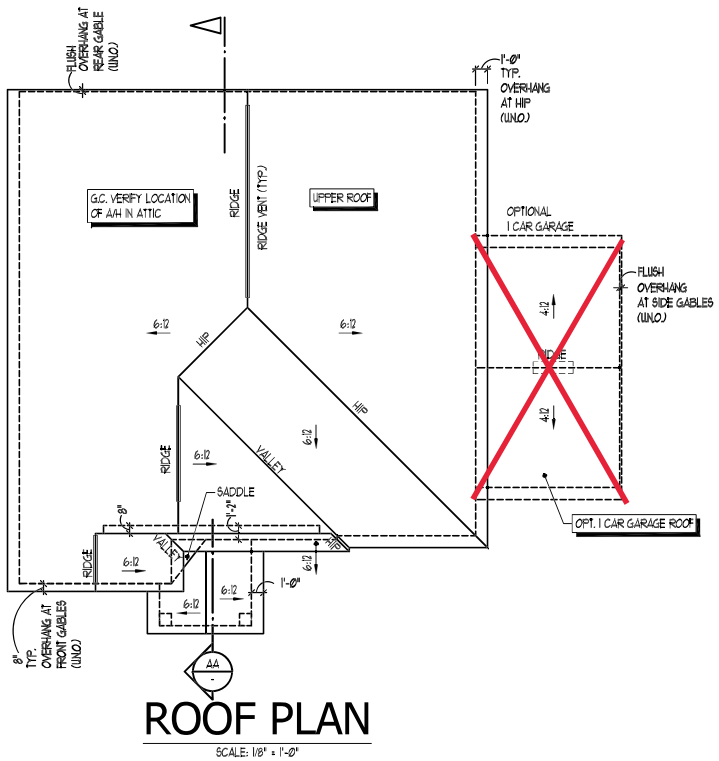 FLUSH
OVERHANG AT
REAR GABLE
(U.N.O.)
1'-0"
TYP.
OVERHANG
AT HIP
(U.N.O.)
G.C. VERIFY LOCATION
OF A/H IN ATTIC
RIDGE
RIDGE VENT (TYP.)
UPPER ROOF
OPTIONAL
1 CAR GARAGE
FLUSH
OVERHANG
AT SIDE GABLES
(U.N.O.)
4:12
6:12
6:12
HIP
RIDGE
4:12
HIP
6:12
RIDGE
6:12
VALLEY
SADDLE
8"
1'-2"
OPT. 1 CAR GARAGE ROOF
RIDGE
VALLEY
6:12
HIP
6:12
1'-0"
6:12
6:12
8"
TYP.
OVERHANG AT
FRONT GABLES
(U.N.O.)
AA
-
ROOF PLAN
SCALE: 1/8" = 1'-0"